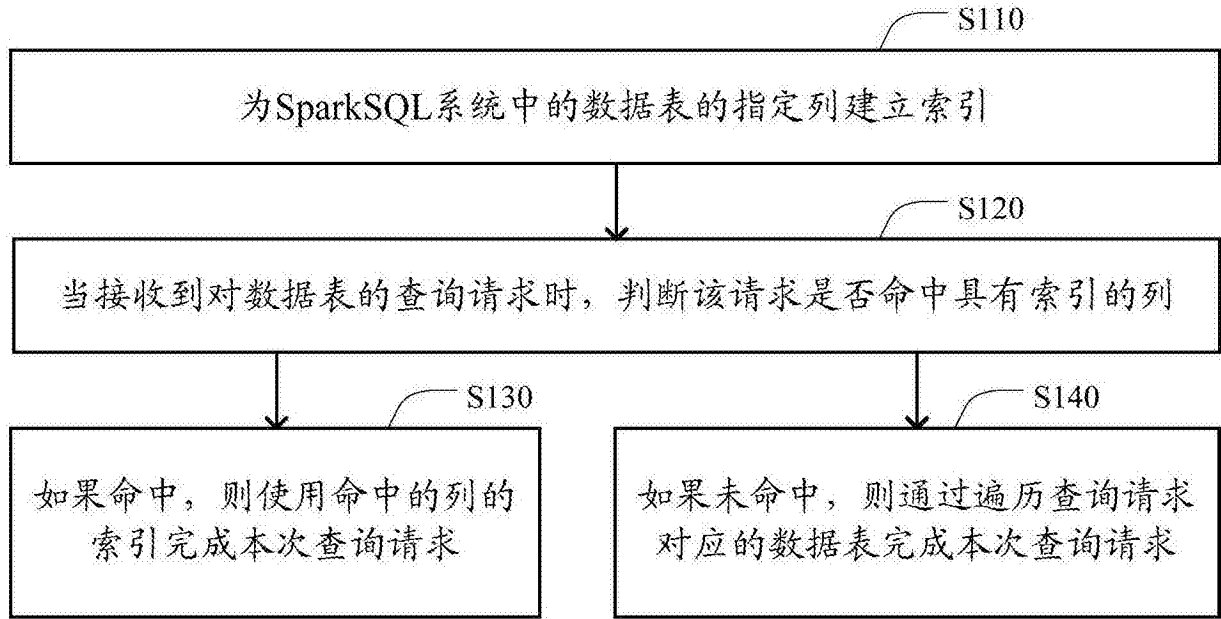 S110
为SparkSQL系统中的数据表的指定列建立索引
S120
当接收到对数据表的查询请求时，判断该请求是否命中具有索引的列
S130
如果命中，则使用命中的列的
索引完成本次查询请求
S140
如果未命中，则通过遍历查询请求
对应的数据表完成本次查询请求